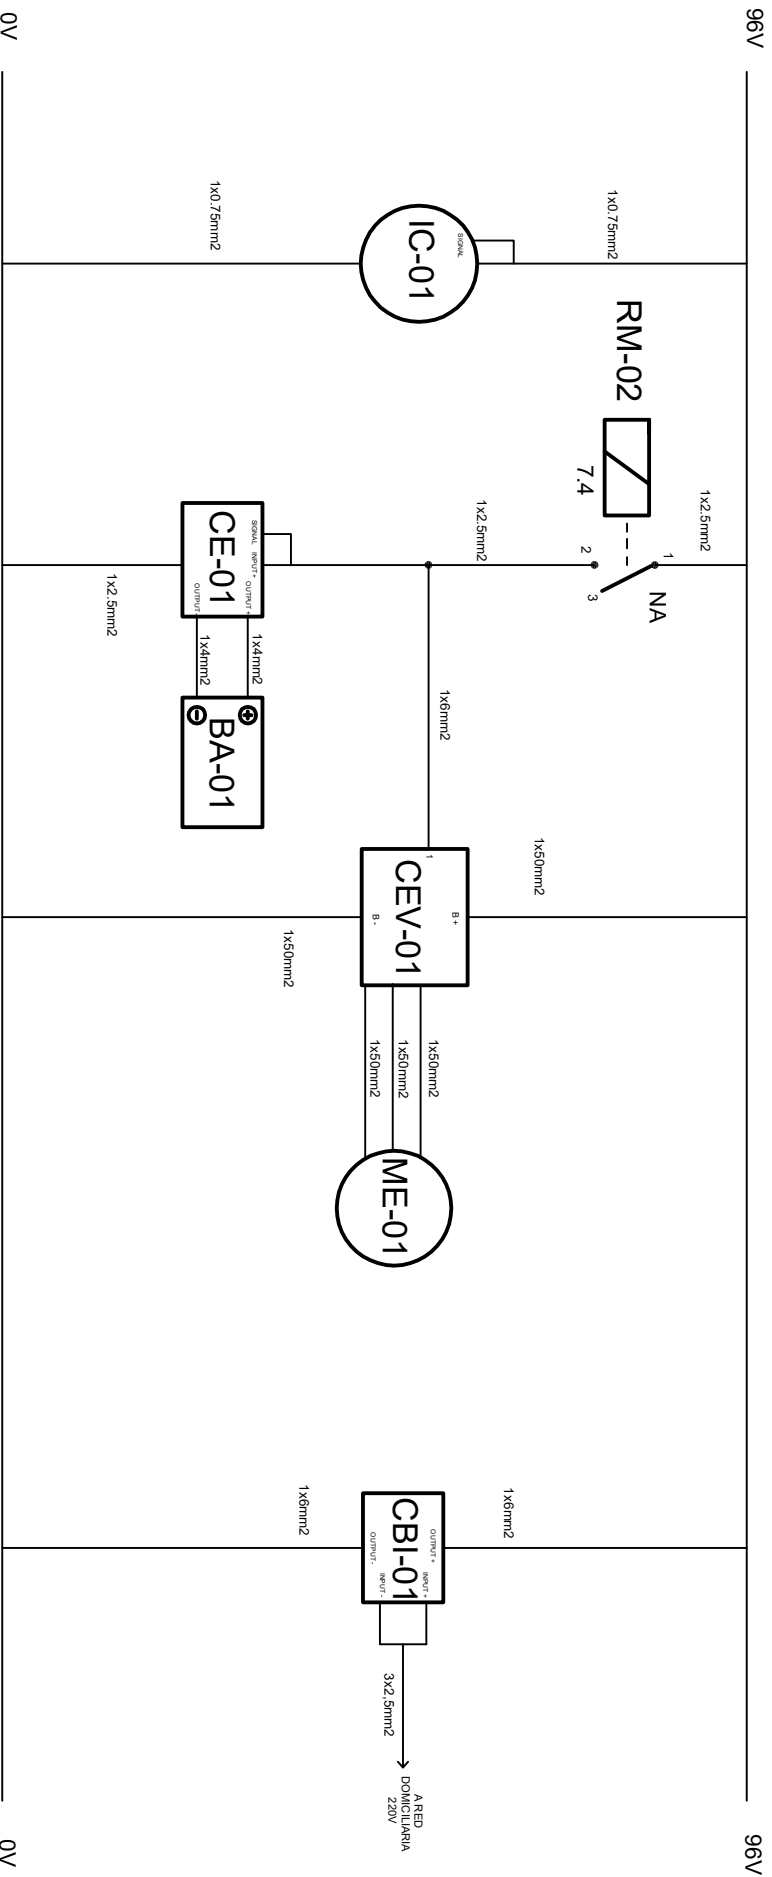 96V
96V
1x0.75mm2
SIGNAL
IC-01
1x0.75mm2
RM-02
7.4
1x2.5mm2
1
NA
2
3
1x2.5mm2
1x6mm2
SIGNAL
INPUT+
OUTPUT +
CE-01
OUTPUT -
1x2.5mm2
1x4mm2
1x4mm2
BA-01
1x50mm2
1
B +
CEV-01
B -
1x50mm2
1x50mm2
1x50mm2
1x50mm2
ME-01
1x6mm2
OUTPUT +
INPUT +
CBI-01
OUTPUT -
INPUT -
1x6mm2
3x2,5mm2
A RED
DOMICILIARIA
220V
0V
0V